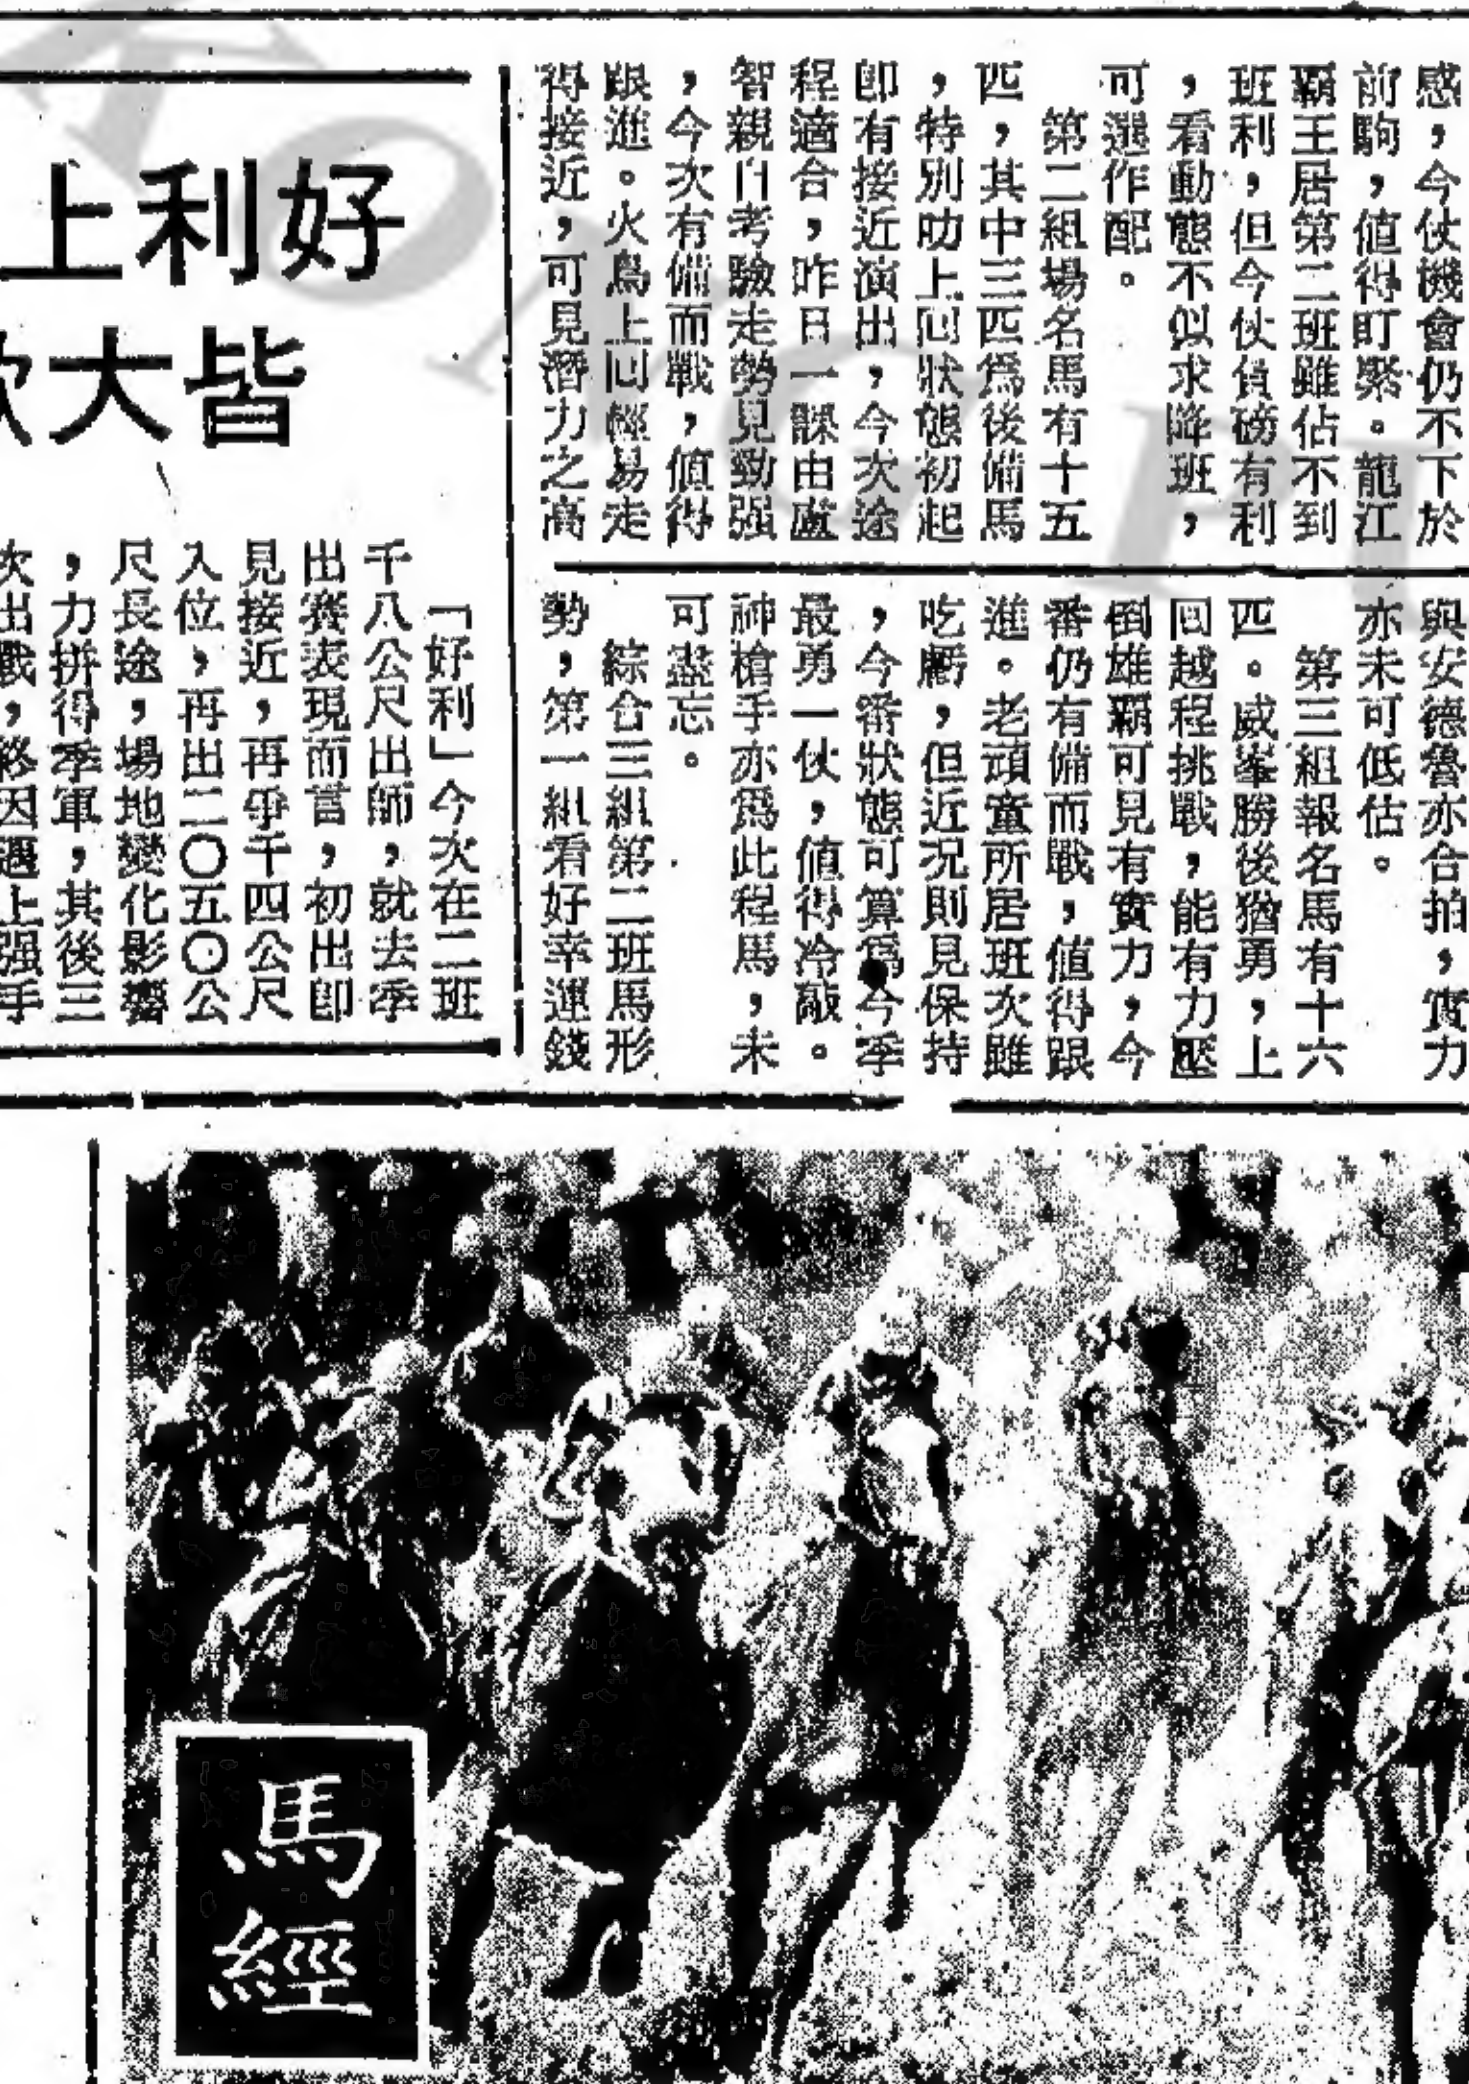 感，今仗機會仍不下於
前駒，值得盯緊。龍江
霸王居第二班雖佔不到
班利，但今仗負磅有利
，看動態不似求降班，
可選作配。
第二組場名馬有十五
匹，其中三匹爲後備馬
，特別叻上囘狀態初起
即有接近演出，今次途
程適合，昨日一課由盧
智親自考驗走勢見勁强
，今次有備而戰，値得
跟進。火鳥上囘輕易走
得接近，可見潛力之高
與安德魯亦合拍，實力
亦未可低估。
第三組報名馬有十六
匹。威峯勝後猶勇，上
囘越程挑戰，能有力壓
倒雄霸可見有實力，今
番仍有備而戰，値得跟
進。老頑童所居班次雖
吃虧，但近況則見保持
，今番狀態可算爲今季
最勇一伙，値得冷敲。
神槍手亦爲此程馬，未
可盡忘。
綜合三組第二班馬形
勢，第一組看好幸運錢
好利上
皆大
「好利」今次在二班
千八公尺出師，就去季
出賽表現而言，初出即
見接近，再爭千四公尺
入位，再出二〇五〇公
尺長途，場地變化影響
，力拼得季軍，其後三
次出戰，終因遇上强手
馬
經
KONG PU